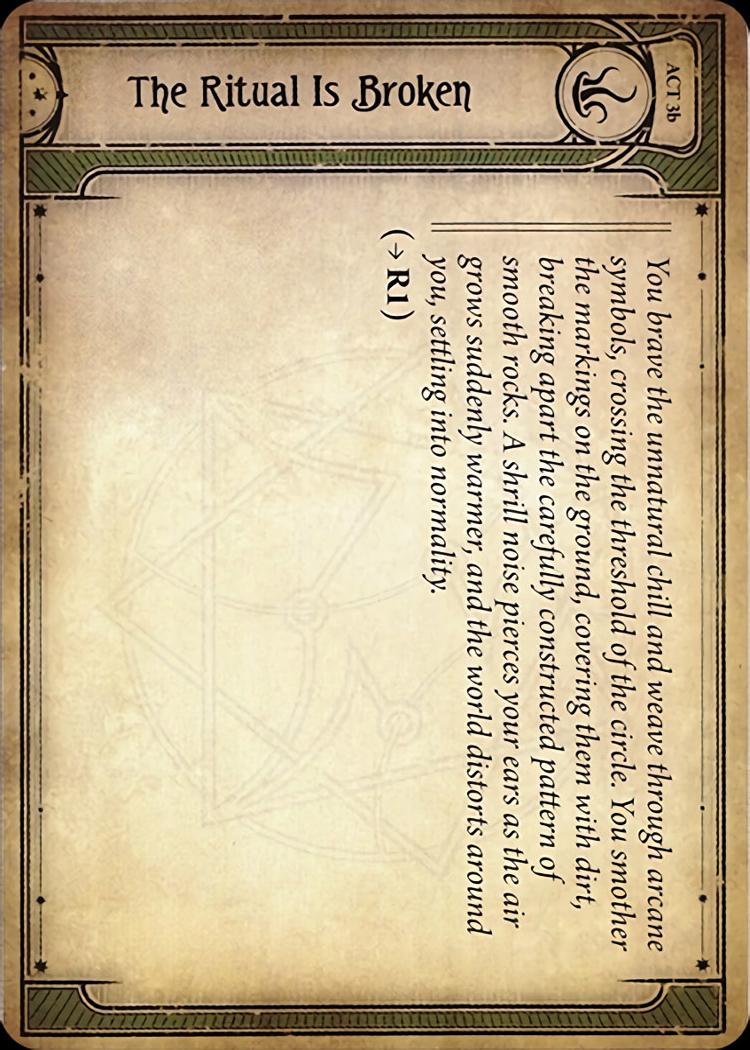 ACT 3b
The Ritual Is Broken
You brave the unnatural chill and weave through arcane
symbols, crossing the threshold of the circle. You smother
the markings on the ground, covering them with dirt,
breaking apart the carefully constructed pattern of
smooth rocks. A shrill noise pierces your ears as the air
grows suddenly warmer, and the world distorts around
you, settling into normality.
(→ R1)